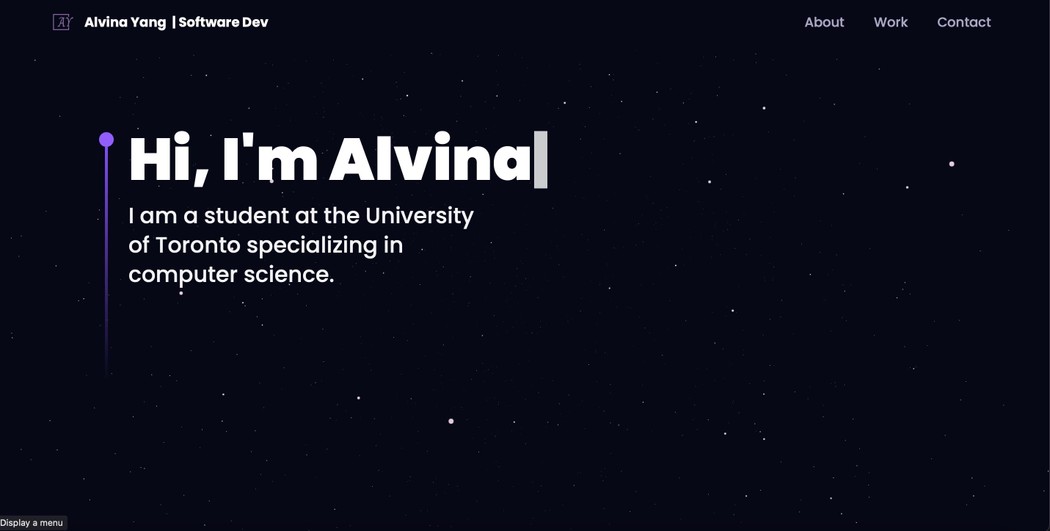 AY
Alvina Yang | Software Dev
About
Work
Contact
Hi, I'm Alvina
I am a student at the University
of Toronto specializing in
computer science.
Display a menu